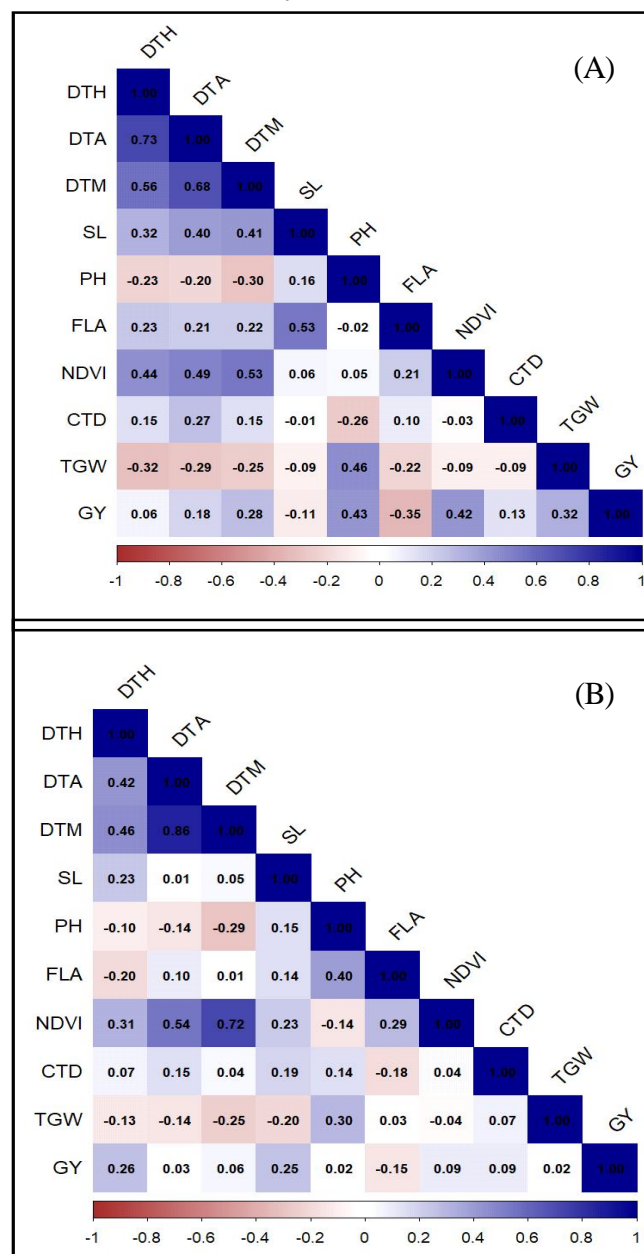 (A)
DTH
DTH 1.00 DTA
DTA 0.73 1.00 DTM
DTM 0.56 0.68 1.00 SL
SL 0.32 0.40 0.41 1.00 PH
PH -0.23 -0.20 -0.30 0.16 1.00 FLA
FLA 0.23 0.21 0.22 0.53 -0.02 1.00 NDVI
NDVI 0.44 0.49 0.53 0.06 0.05 0.21 1.00 CTD
CTD 0.15 0.27 0.15 -0.01 -0.26 0.10 -0.03 1.00 TGW
TGW -0.32 -0.29 -0.25 -0.09 0.46 -0.22 -0.09 -0.09 1.00 GY
GY 0.06 0.18 0.28 -0.11 0.43 -0.35 0.42 0.13 0.32 1.00
-1 -0.8 -0.6 -0.4 -0.2 0 0.2 0.4 0.6 0.8 1
(B)
DTH
DTH 1.00 DTA
DTA 0.42 1.00 DTM
DTM 0.46 0.86 1.00 SL
SL 0.23 0.01 0.05 1.00 PH
PH -0.10 -0.14 -0.29 0.15 1.00 FLA
FLA -0.20 0.10 0.01 0.14 0.40 1.00 NDVI
NDVI 0.31 0.54 0.72 0.23 -0.14 0.29 1.00 CTD
CTD 0.07 0.15 0.04 0.19 0.14 -0.18 0.04 1.00 TGW
TGW -0.13 -0.14 -0.25 -0.20 0.30 0.03 -0.04 0.07 1.00 GY
GY 0.26 0.03 0.06 0.25 0.02 -0.15 0.09 0.09 0.02 1.00
-1 -0.8 -0.6 -0.4 -0.2 0 0.2 0.4 0.6 0.8 1